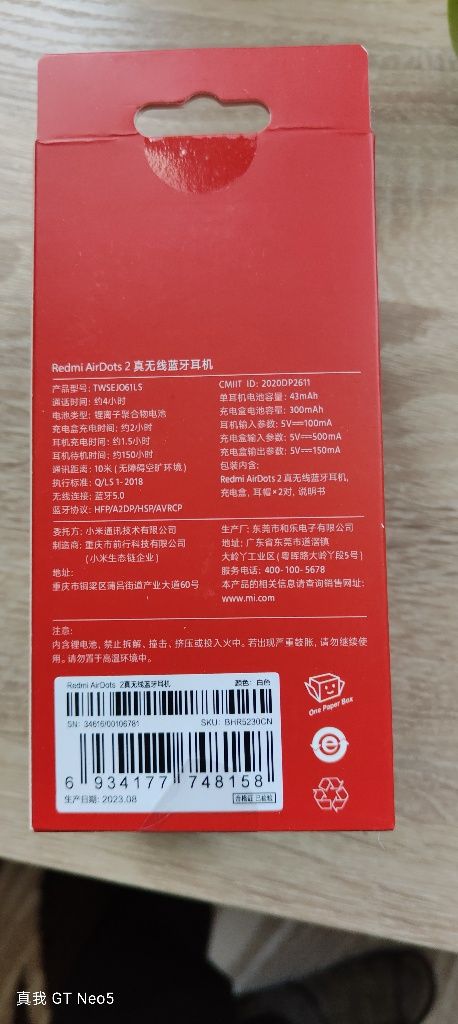 Redmi AirDots 2 真无线蓝牙耳机
产品型号: TWSEJ061LS
通话时间: 约4小时
电池类型: 锂离子聚合物电池
充电盒充电时间: 约2小时
耳机充电时间: 约1.5小时
耳机待机时间: 约150小时
通讯距离: 10米 (无障碍空旷环境)
执行标准: Q/LS 1-2018
无线连接: 蓝牙5.0
蓝牙协议: HFP/A2DP/HSP/AVRCP
CMIIT ID: 2020DP2611
单耳机电池容量: 43mAh
充电盒电池容量: 300mAh
耳机输入参数: 5V⎓100mA
充电盒输入参数: 5V⎓500mA
充电盒输出参数: 5V⎓150mA
包装内含:
Redmi AirDots 2 真无线蓝牙耳机,
充电盒, 耳帽×2对, 说明书
委托方: 小米通讯技术有限公司
制造商: 重庆市前行科技有限公司
(小米生态链企业)
地址:
重庆市铜梁区蒲吕街道产业大道60号
生产厂: 东莞市和乐电子有限公司
地址: 广东省东莞市道滘镇
大岭丫工业区(粤晖路大岭丫段5号)
服务电话: 400-100-5678
本产品的相关信息请查询销售网址:
www.mi.com
注意:
内含锂电池, 禁止拆解、撞击、挤压或投入火中。若出现严重鼓胀, 请勿继续使
用。请勿置于高温环境中。
Redmi AirDots 2真无线蓝牙耳机 颜色: 白色
SN: 34616/00106781 SKU: BHR5230CN
6 934177 748158
生产日期: 2023.08 合格证 已检验
One Paper Box
真我 GT Neo5